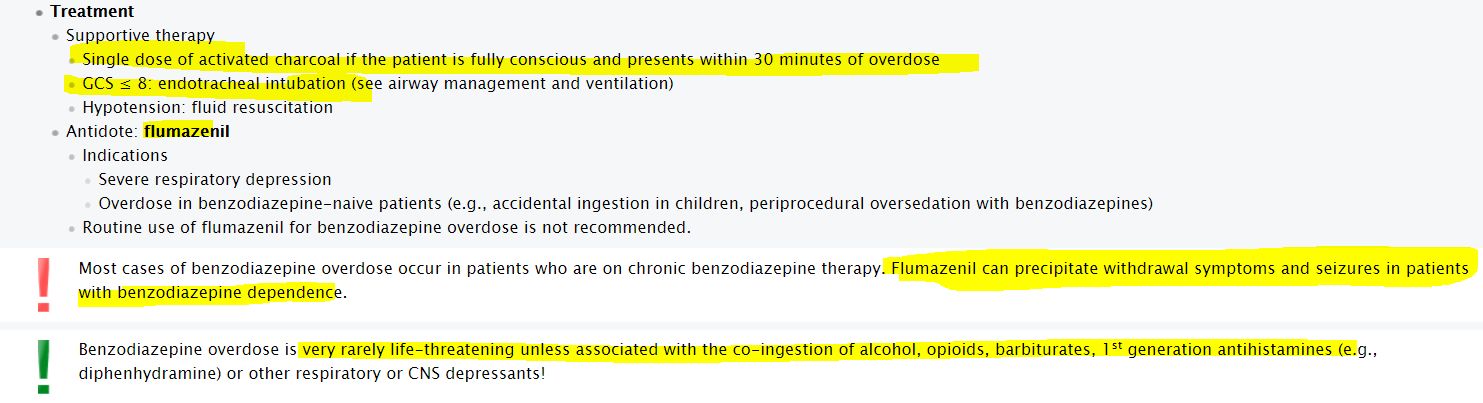 Treatment
Supportive therapy
Single dose of activated charcoal if the patient is fully conscious and presents within 30 minutes of overdose
GCS ≤ 8: endotracheal intubation (see airway management and ventilation)
Hypotension: fluid resuscitation
Antidote: flumazenil
Indications
Severe respiratory depression
Overdose in benzodiazepine-naive patients (e.g., accidental ingestion in children, periprocedural oversedation with benzodiazepines)
Routine use of flumazenil for benzodiazepine overdose is not recommended.
Most cases of benzodiazepine overdose occur in patients who are on chronic benzodiazepine therapy. Flumazenil can precipitate withdrawal symptoms and seizures in patients
with benzodiazepine dependence.
Benzodiazepine overdose is very rarely life-threatening unless associated with the co-ingestion of alcohol, opioids, barbiturates, 1st generation antihistamines (e.g.,
diphenhydramine) or other respiratory or CNS depressants!